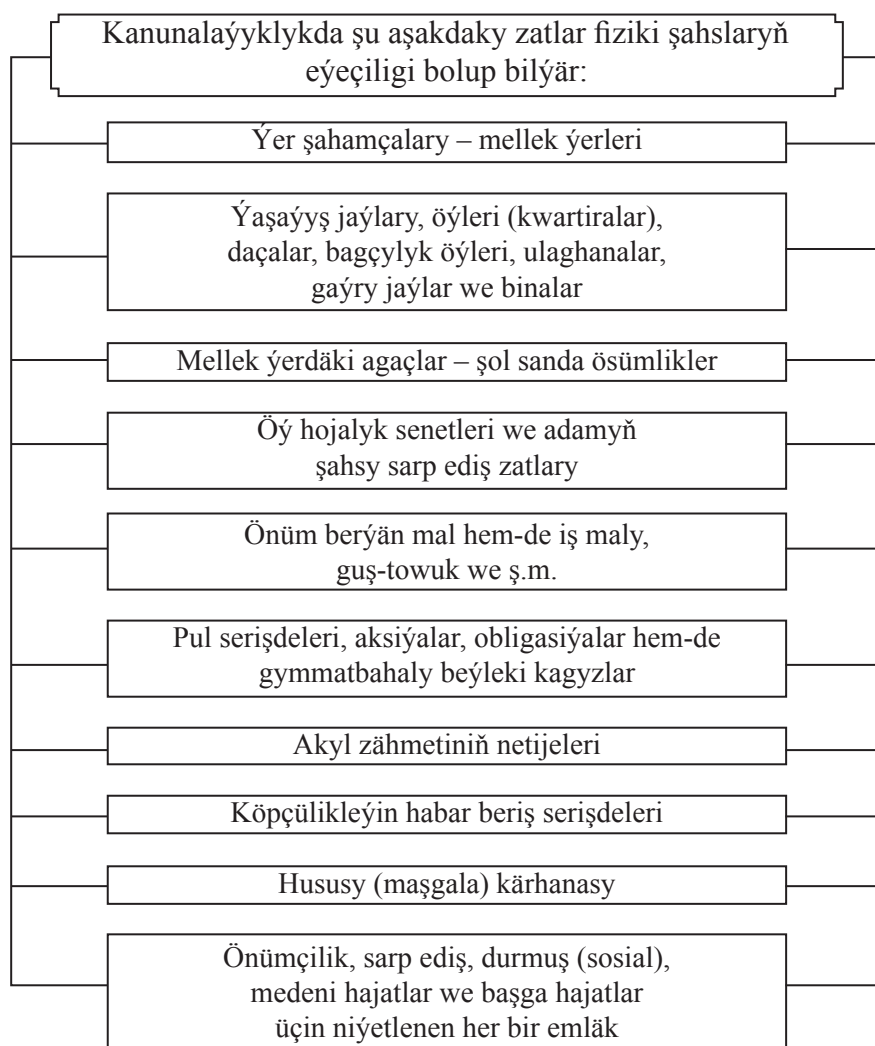 Kanunalaýyklykda şu aşakdaky zatlar fiziki şahslaryň
eýeçiligi bolup bilýär:
Ýer şahamçalary – mellek ýerleri
Ýaşaýyş jaýlary, öýleri (kwartiralar),
daçalar, bagçylyk öýleri, ulaghanalar,
gaýry jaýlar we binalar
Mellek ýerdäki agaçlar – şol sanda ösümlikler
Öý hojalyk senetleri we adamyň
şahsy sarp ediş zatlary
Önüm berýän mal hem-de iş maly,
guş-towuk we ş.m.
Pul serişdeleri, aksiýalar, obligasiýalar hem-de
gymmatbahaly beýleki kagyzlar
Akyl zähmetiniň netijeleri
Köpçülikleýin habar beriş serişdeleri
Hususy (maşgala) kärhanasy
Önümçilik, sarp ediş, durmuş (sosial),
medeni hajatlar we başga hajatlar
üçin niýetlenen her bir emläk